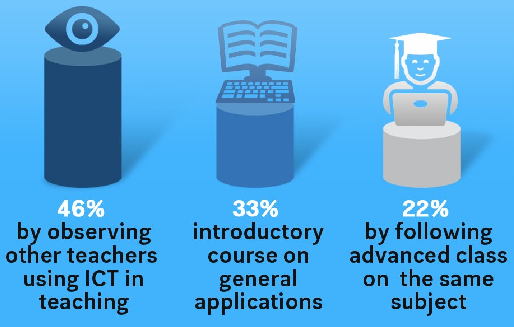 46%
by observing
other teachers
using ICT in
teaching
33%
introductory
course on
general
applications
22%
by following
advanced class
on the same
subject